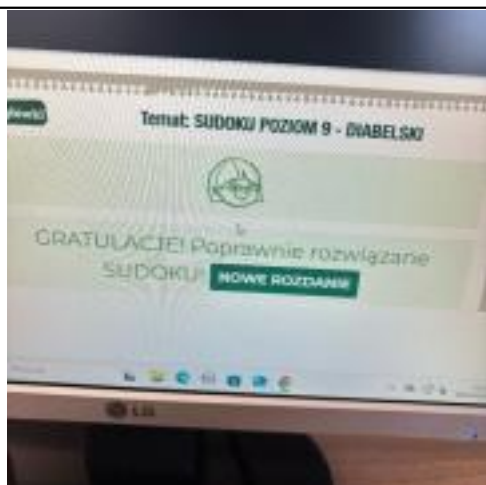 Temat: SUDOKU POZIOM 9 - DIABELSKI
GRATULACJE! Poprawnie rozwiązane
SUDOKU! NOWE ROZDANIE
LG